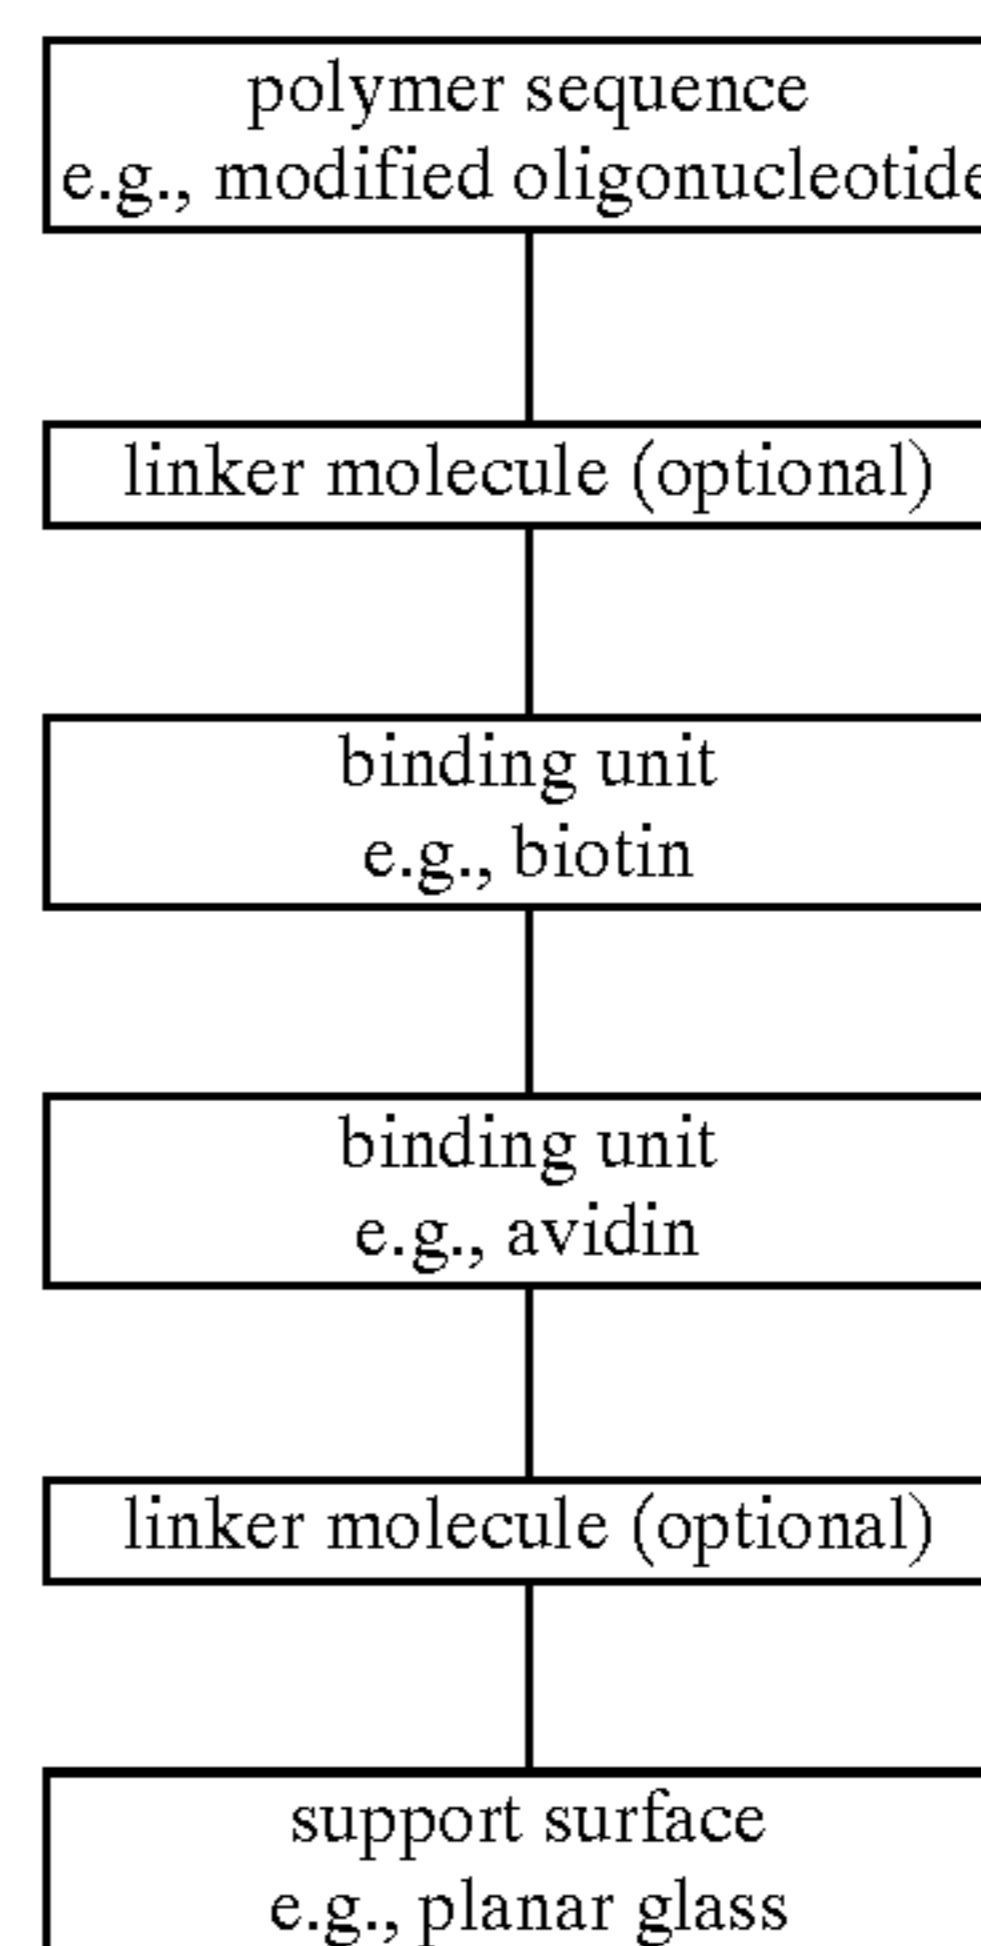 polymer sequence
e.g., modified oligonucleotide
linker molecule (optional)
binding unit
e.g., biotin
binding unit
e.g., avidin
linker molecule (optional)
support surface
e.g., planar glass